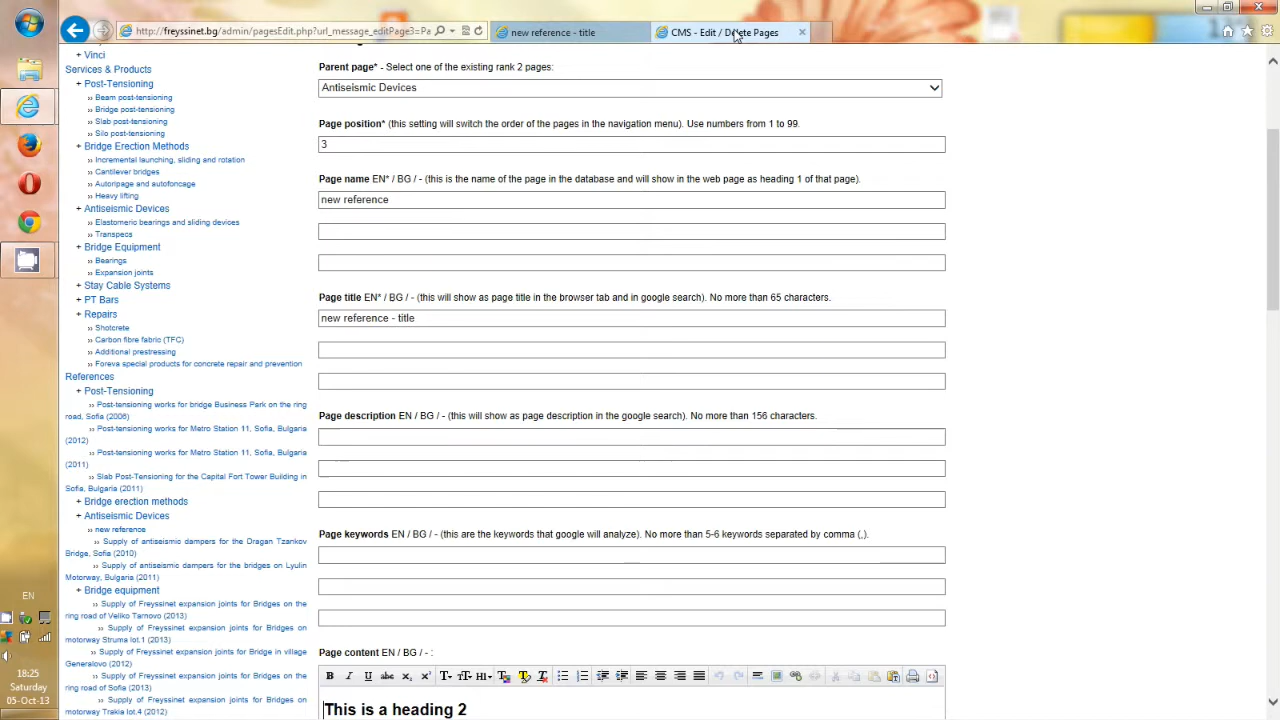 http://freyssinet.bg/admin/pagesEdit.php?url_message_editPage3=Pa
new reference - title
CMS - Edit / Delete Pages
+ Vinci
Services & Products
+ Post-Tensioning
›› Beam post-tensioning
›› Bridge post-tensioning
›› Slab post-tensioning
›› Silo post-tensioning
+ Bridge Erection Methods
›› Incremental launching, sliding and rotation
›› Cantilever bridges
›› Autoripage and autofoncage
›› Heavy lifting
+ Antiseismic Devices
›› Elastomeric bearings and sliding devices
›› Transpecs
+ Bridge Equipment
›› Bearings
›› Expansion joints
+ Stay Cable Systems
+ PT Bars
+ Repairs
›› Shotcrete
›› Carbon fibre fabric (TFC)
›› Additional prestressing
›› Foreva special products for concrete repair and prevention
References
+ Post-Tensioning
›› Post-tensioning works for bridge Business Park on the ring
road, Sofia (2006)
›› Post-tensioning works for Metro Station 11, Sofia, Bulgaria
(2012)
›› Post-tensioning works for Metro Station 11, Sofia, Bulgaria
(2011)
›› Slab Post-Tensioning for the Capital Fort Tower Building in
Sofia, Bulgaria (2011)
+ Bridge erection methods
+ Antiseismic Devices
›› new reference
›› Supply of antiseismic dampers for the Dragan Tzankov
Bridge, Sofia (2010)
›› Supply of antiseismic dampers for the bridges on Lyulin
Motorway, Bulgaria (2011)
+ Bridge equipment
›› Supply of Freyssinet expansion joints for Bridges on the
ring road of Veliko Tarnovo (2013)
›› Supply of Freyssinet expansion joints for Bridges on
motorway Struma lot.1 (2013)
›› Supply of Freyssinet expansion joints for Bridge in village
Generalovo (2012)
›› Supply of Freyssinet expansion joints for Bridges on the
ring road of Sofia (2013)
›› Supply of Freyssinet expansion joints for Bridges on
motorway Trakia lot.4 (2012)
Parent page* - Select one of the existing rank 2 pages:
Antiseismic Devices
Page position* (this setting will switch the order of the pages in the navigation menu). Use numbers from 1 to 99.
3
Page name EN* / BG / - (this is the name of the page in the database and will show in the web page as heading 1 of that page).
new reference
Page title EN* / BG / - (this will show as page title in the browser tab and in google search). No more than 65 characters.
new reference - title
Page description EN / BG / - (this will show as page description in the google search). No more than 156 characters.
Page keywords EN / BG / - (this are the keywords that google will analyze). No more than 5-6 keywords separated by comma (,).
Page content EN / BG / - :
This is a heading 2
EN
18:25
Saturday
05-Oct-13